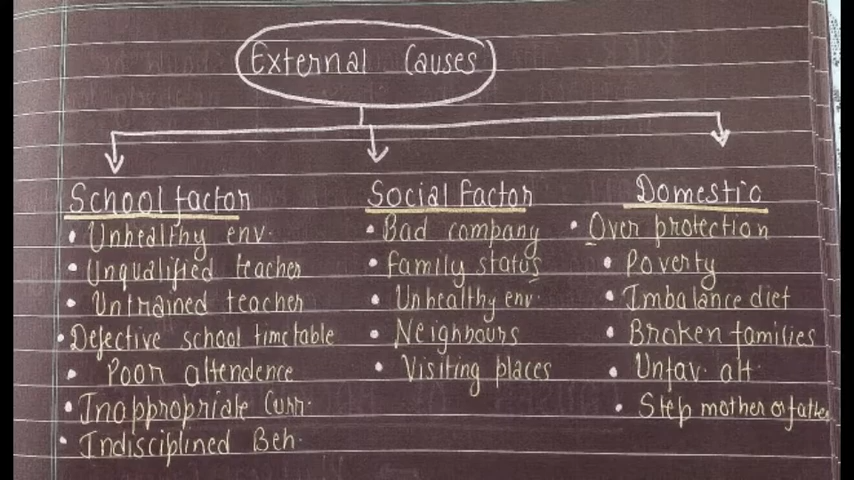 External Causes
School factor
• Unhealthy env.
• Unqualified teacher
• Untrained teacher
• Defective school timetable
• Poor attendence
• Inappropriate Curr.
• Indisciplined Beh.
Social Factor
• Bad company
• family status
• Unhealthy env.
• Neighbours
• Visiting places
Domestic
• Over protection
• Poverty
• Imbalance diet
• Broken families
• Unfav. att.
• Step mother or father